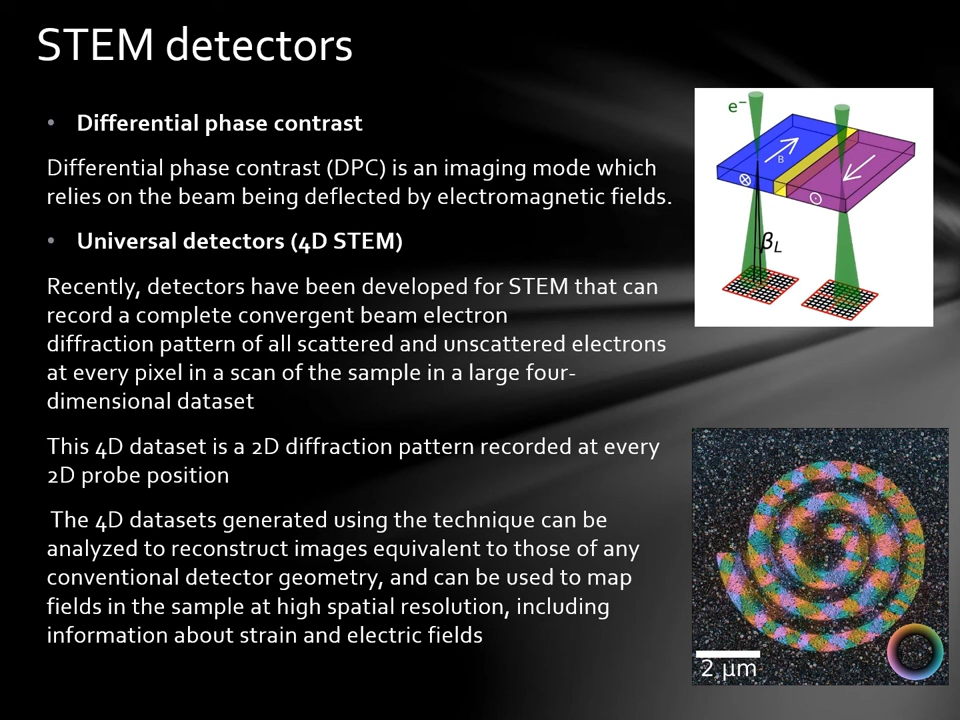 STEM detectors
• Differential phase contrast
Differential phase contrast (DPC) is an imaging mode which
relies on the beam being deflected by electromagnetic fields.
• Universal detectors (4D STEM)
Recently, detectors have been developed for STEM that can
record a complete convergent beam electron
diffraction pattern of all scattered and unscattered electrons
at every pixel in a scan of the sample in a large four-
dimensional dataset
This 4D dataset is a 2D diffraction pattern recorded at every
2D probe position
The 4D datasets generated using the technique can be
analyzed to reconstruct images equivalent to those of any
conventional detector geometry, and can be used to map
fields in the sample at high spatial resolution, including
information about strain and electric fields
e⁻
B
β_L
2 μm